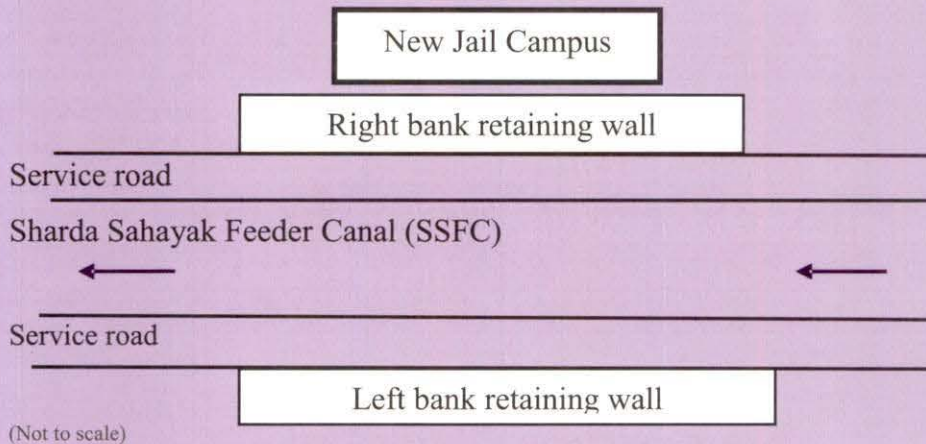 New Jail Campus
Right bank retaining wall
Service road
Sharda Sahayak Feeder Canal (SSFC)
Service road
Left bank retaining wall
(Not to scale)